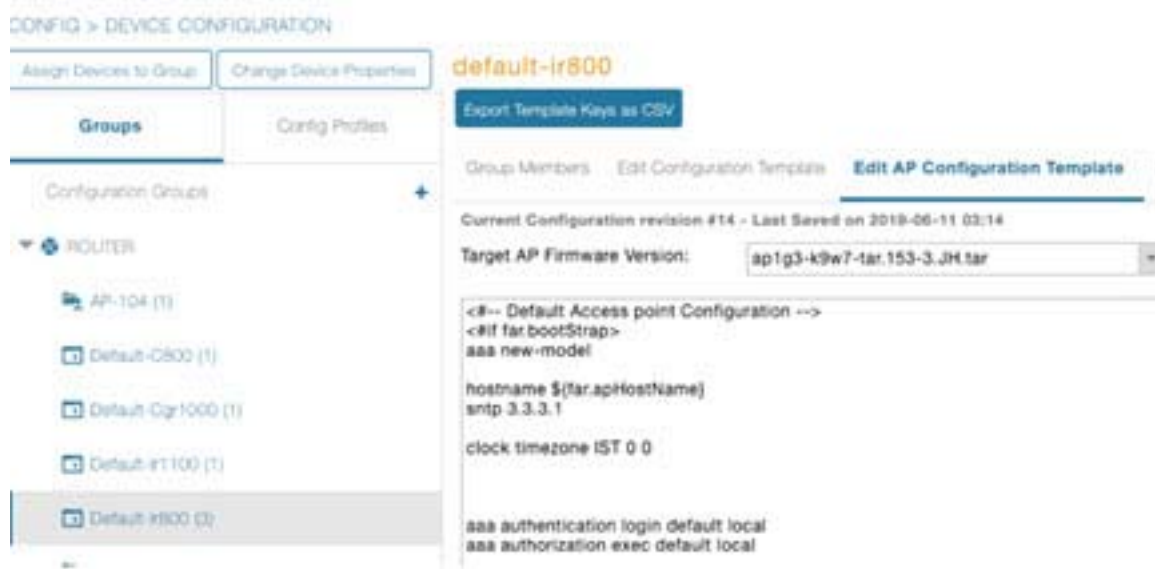 CONFIG > DEVICE CONFIGURATION
Assign Devices to Group
Change Device Properties
Groups
Config Profiles
Configuration Groups
+
ROUTER
AP-104 (1)
Default-C800 (1)
Default-Cgr1000 (1)
Default-Ir1100 (1)
Default-Ir800 (3)
default-ir800
Export Template Keys as CSV
Group Members
Edit Configuration Template
Edit AP Configuration Template
Current Configuration revision #14 - Last Saved on 2019-06-11 03:14
Target AP Firmware Version:
ap1g3-k9w7-tar.153-3.JH.tar
<#-- Default Access point Configuration -->
<#if far.bootStrap>
aaa new-model
hostname ${far.apHostName}
sntp 3.3.3.1
clock timezone IST 0 0
aaa authentication login default local
aaa authorization exec default local